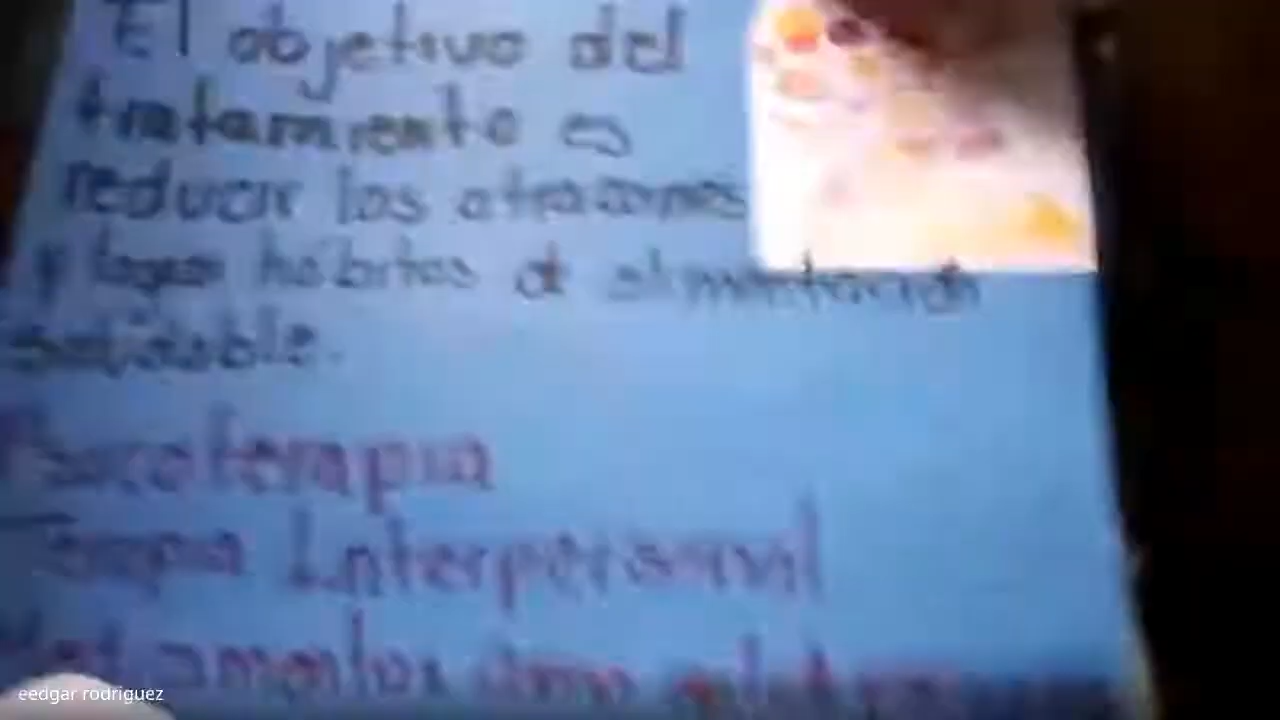 El objetivo del
tratamiento es
reducir los atracones
y lograr hábitos de alimentación
saludable.
Psicoterapia
Terapia Interpersonal
eedgar rodriguez